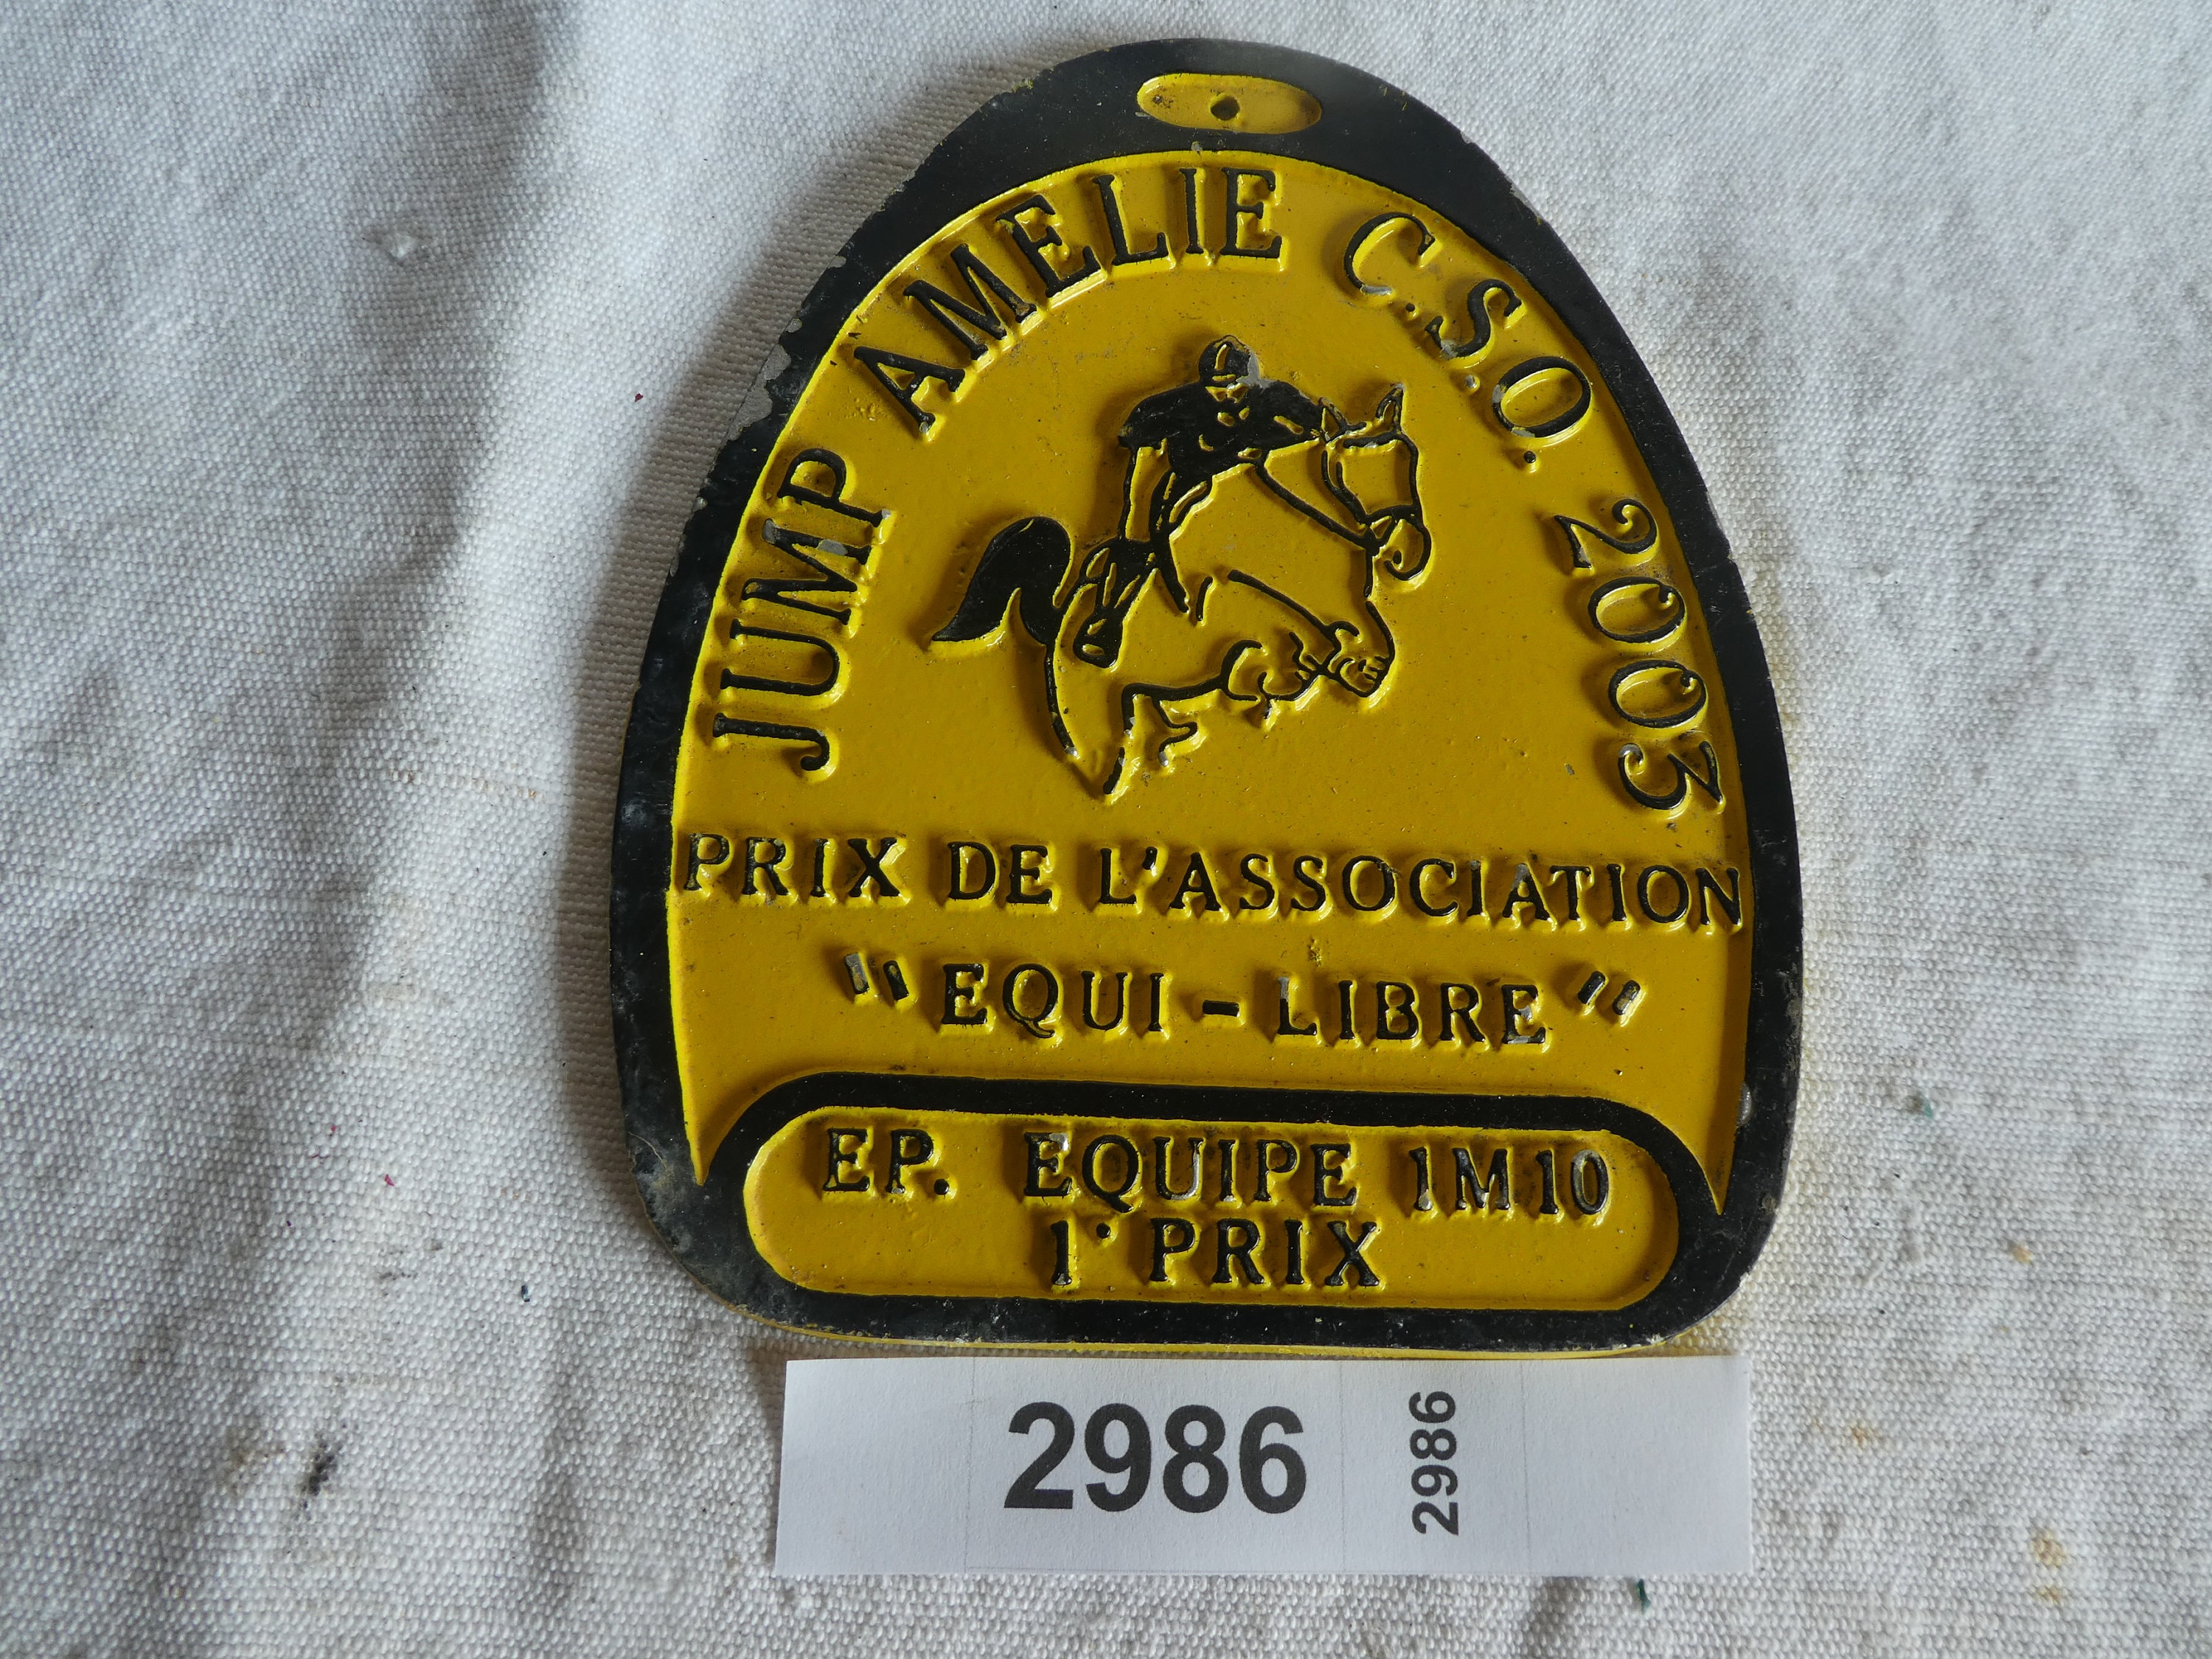 JUMP AMELIE C.S.O. 2003
PRIX DE L'ASSOCIATION
"EQUI-LIBRE"
EP. EQUIPE 1M10
1° PRIX
2986
2986